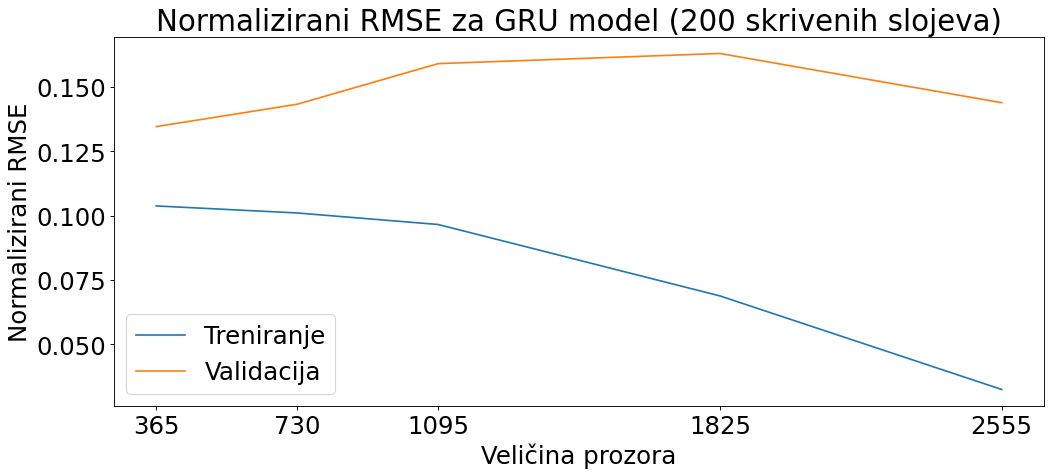 Normalizirani RMSE za GRU model (200 skrivenih slojeva)
Normalizirani RMSE
0.150
0.125
0.100
0.075
0.050
Treniranje
Validacija
365 730 1095 1825 2555
Veličina prozora